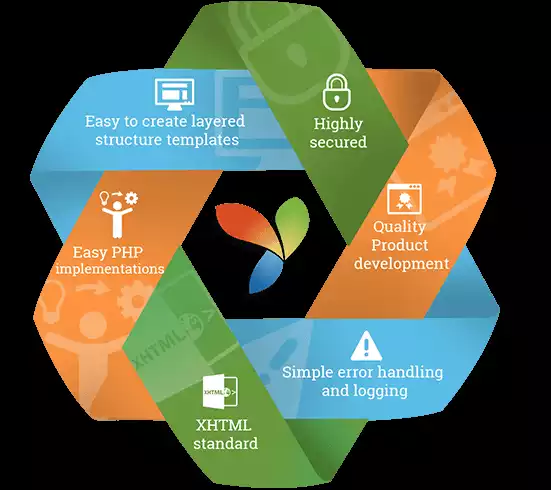 Easy to create layered
structure templates
Highly
secured
Quality
Product
development
Simple error handling
and logging
XHTML
XHTML
standard
XHTML
Easy PHP
implementations